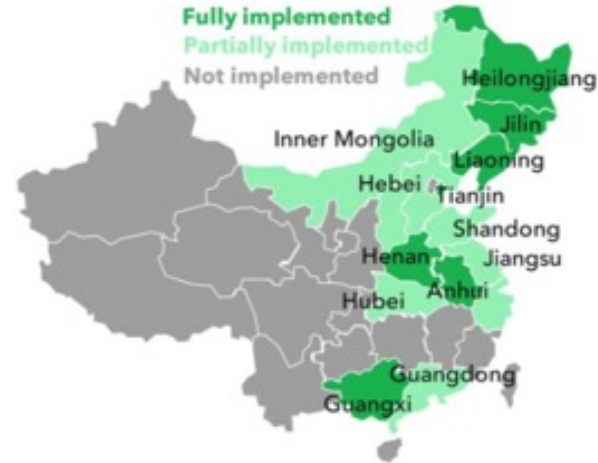 Fully implemented
Partially implemented
Not implemented
Heilongjiang
Jilin
Inner Mongolia
Liaoning
Hebei
Tianjin
Shandong
Henan
Jiangsu
Anhui
Hubei
Guangdong
Guangxi